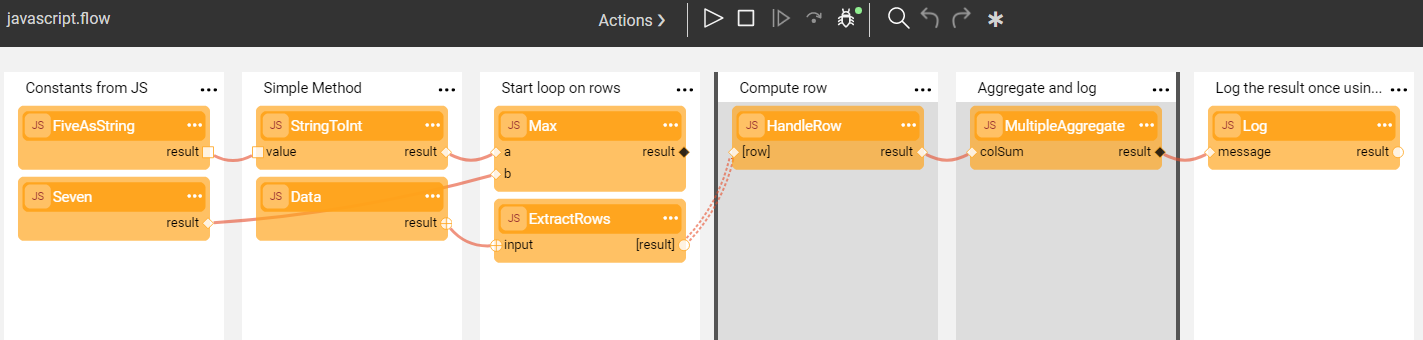 javascript.flow
Actions
Constants from JS
JS FiveAsString
result
JS Seven
result
Simple Method
JS StringToInt
value result
JS Data
result
Start loop on rows
JS Max
a result
b
JS ExtractRows
input [result]
Compute row
JS HandleRow
[row] result
Aggregate and log
JS MultipleAggregate
colSum result
Log the result once usin...
JS Log
message result